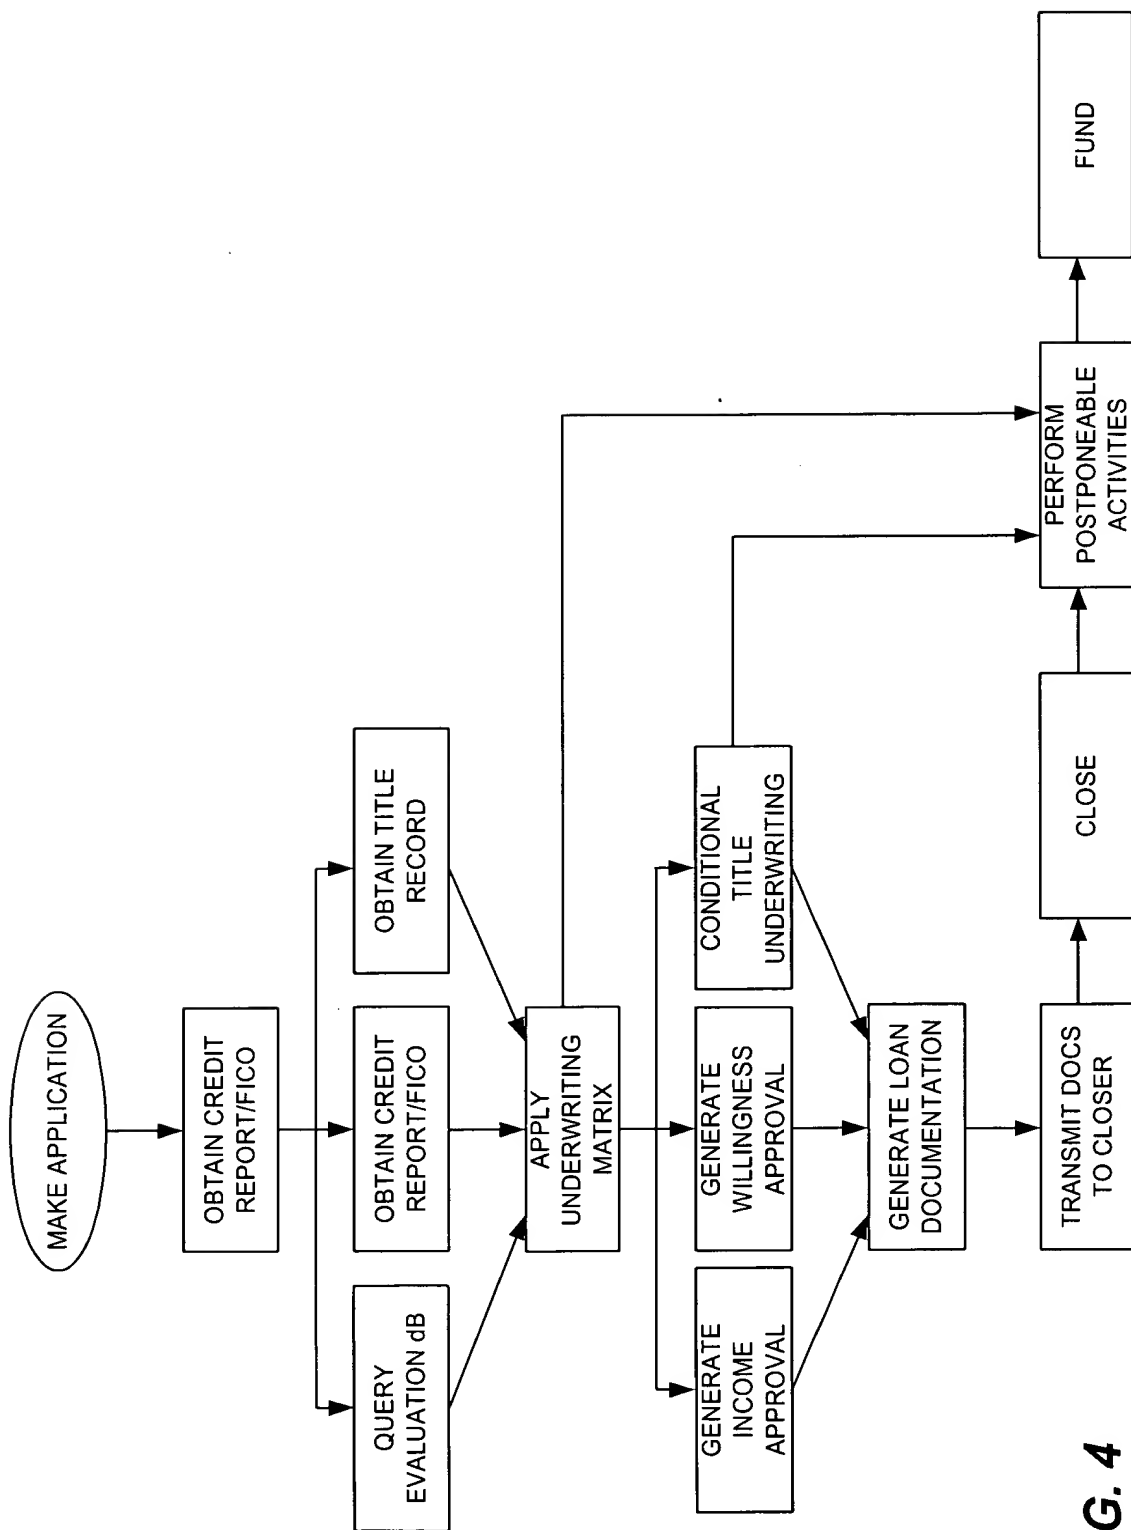 MAKE APPLICATION
OBTAIN CREDIT
REPORT/FICO
QUERY
EVALUATION dB
OBTAIN CREDIT
REPORT/FICO
OBTAIN TITLE
RECORD
APPLY
UNDERWRITING
MATRIX
GENERATE
INCOME
APPROVAL
GENERATE
WILLINGNESS
APPROVAL
CONDITIONAL
TITLE
UNDERWRITING
GENERATE LOAN
DOCUMENTATION
TRANSMIT DOCS
TO CLOSER
CLOSE
PERFORM
POSTPONEABLE
ACTIVITIES
FUND
G. 4